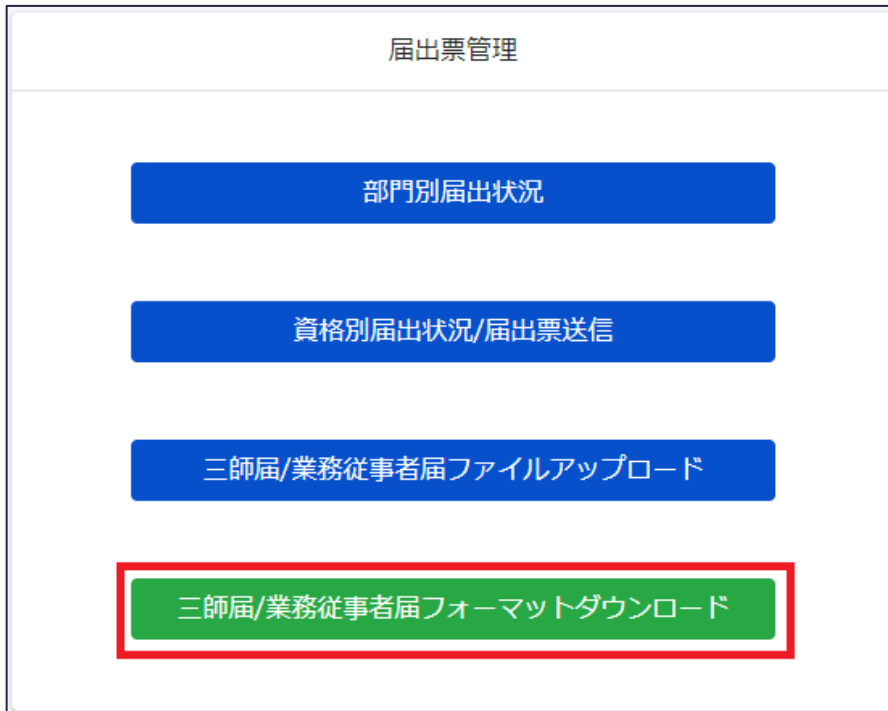 届出票管理
部門別届出状況
資格別届出状況/届出票送信
三師届/業務従事者届ファイルアップロード
三師届/業務従事者届フォーマットダウンロード